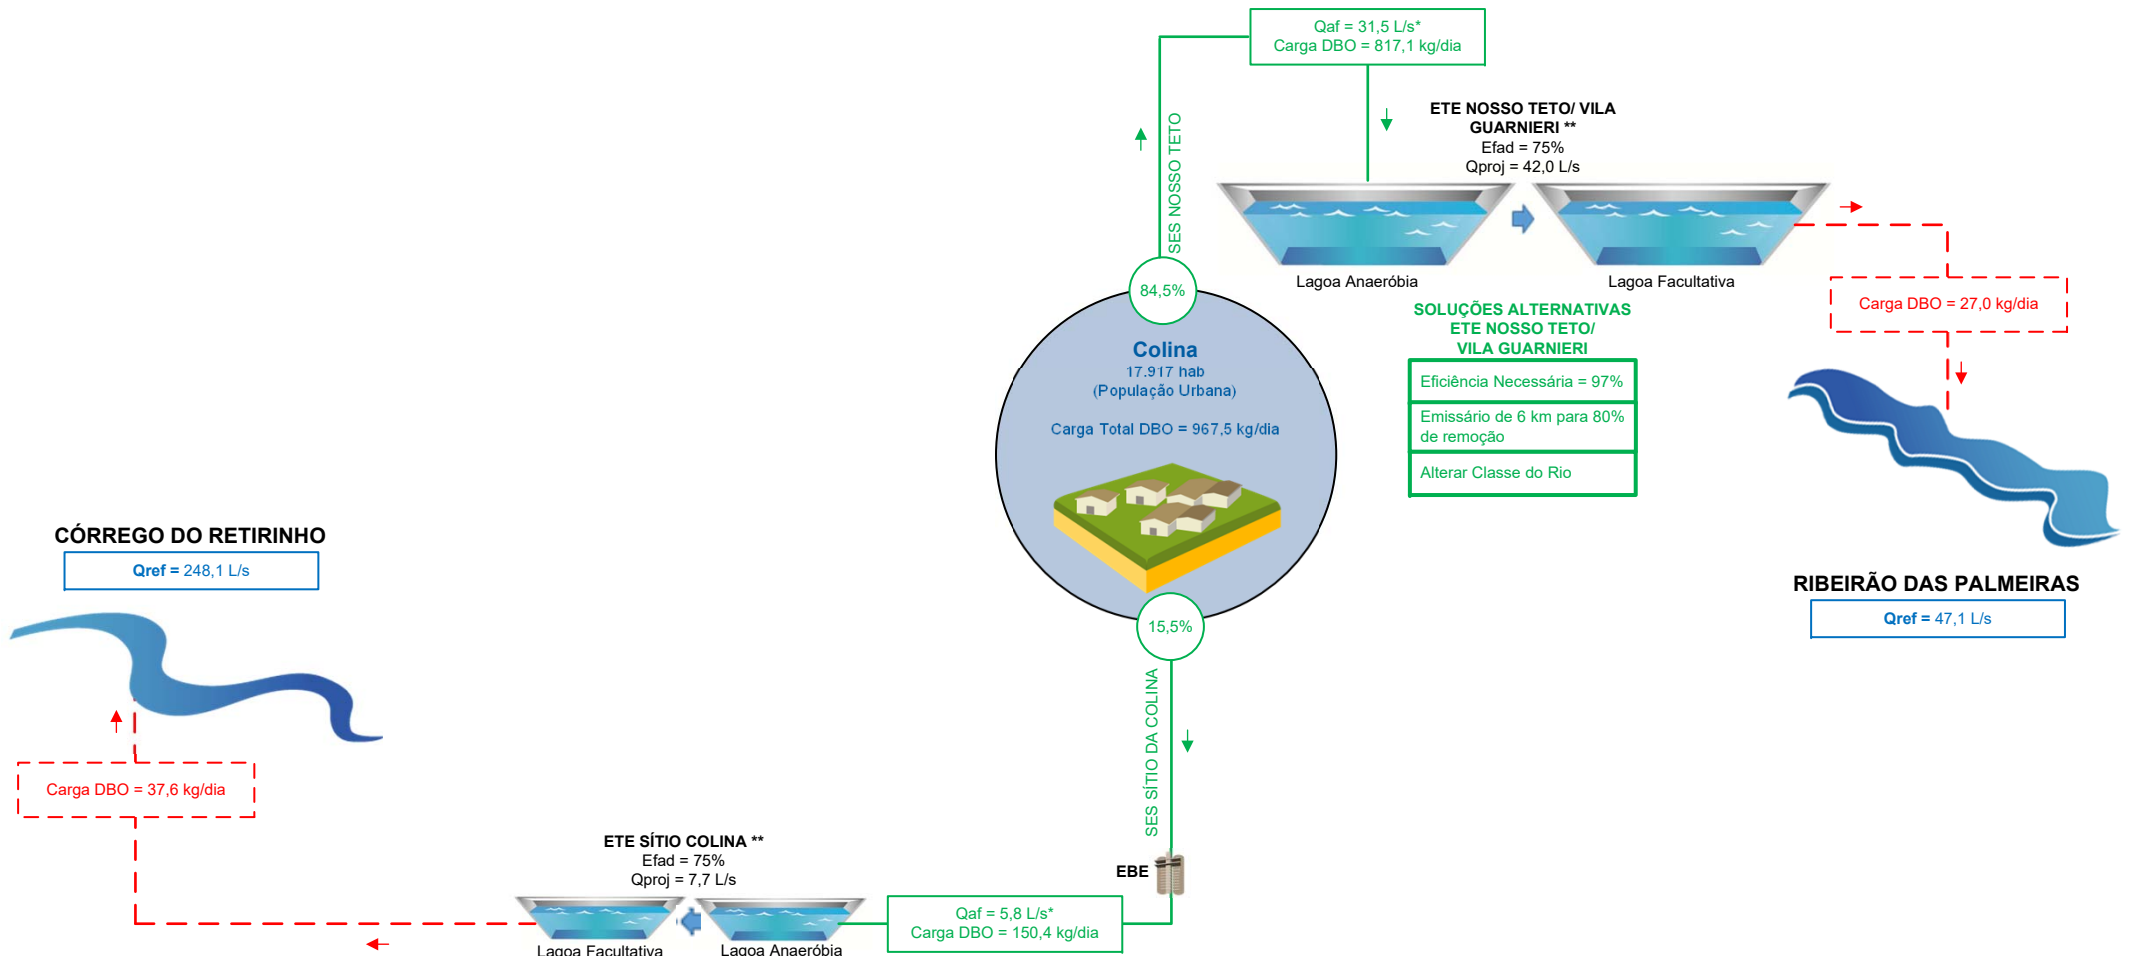 Qaf = 31,5 L/s*
Carga DBO = 817,1 kg/dia
ETE NOSSO TETO/ VILA
GUARNIERI **
Efad = 75%
Qproj = 42,0 L/s
SES NOSSO TETO
Lagoa Anaeróbia
Lagoa Facultativa
84,5%
Carga DBO = 27,0 kg/dia
SOLUÇÕES ALTERNATIVAS
ETE NOSSO TETO/
VILA GUARNIERI
Eficiência Necessária = 97%
Emissário de 6 km para 80%
de remoção
Alterar Classe do Rio
Colina
17.917 hab
(População Urbana)
Carga Total DBO = 967,5 kg/dia
CÓRREGO DO RETIRINHO
Qref = 248,1 L/s
RIBEIRÃO DAS PALMEIRAS
Qref = 47,1 L/s
15,5%
SES SÍTIO DA COLINA
Carga DBO = 37,6 kg/dia
ETE SÍTIO COLINA **
Efad = 75%
Qproj = 7,7 L/s
EBE
Qaf = 5,8 L/s*
Carga DBO = 150,4 kg/dia
Lagoa Facultativa
Lagoa Anaeróbia